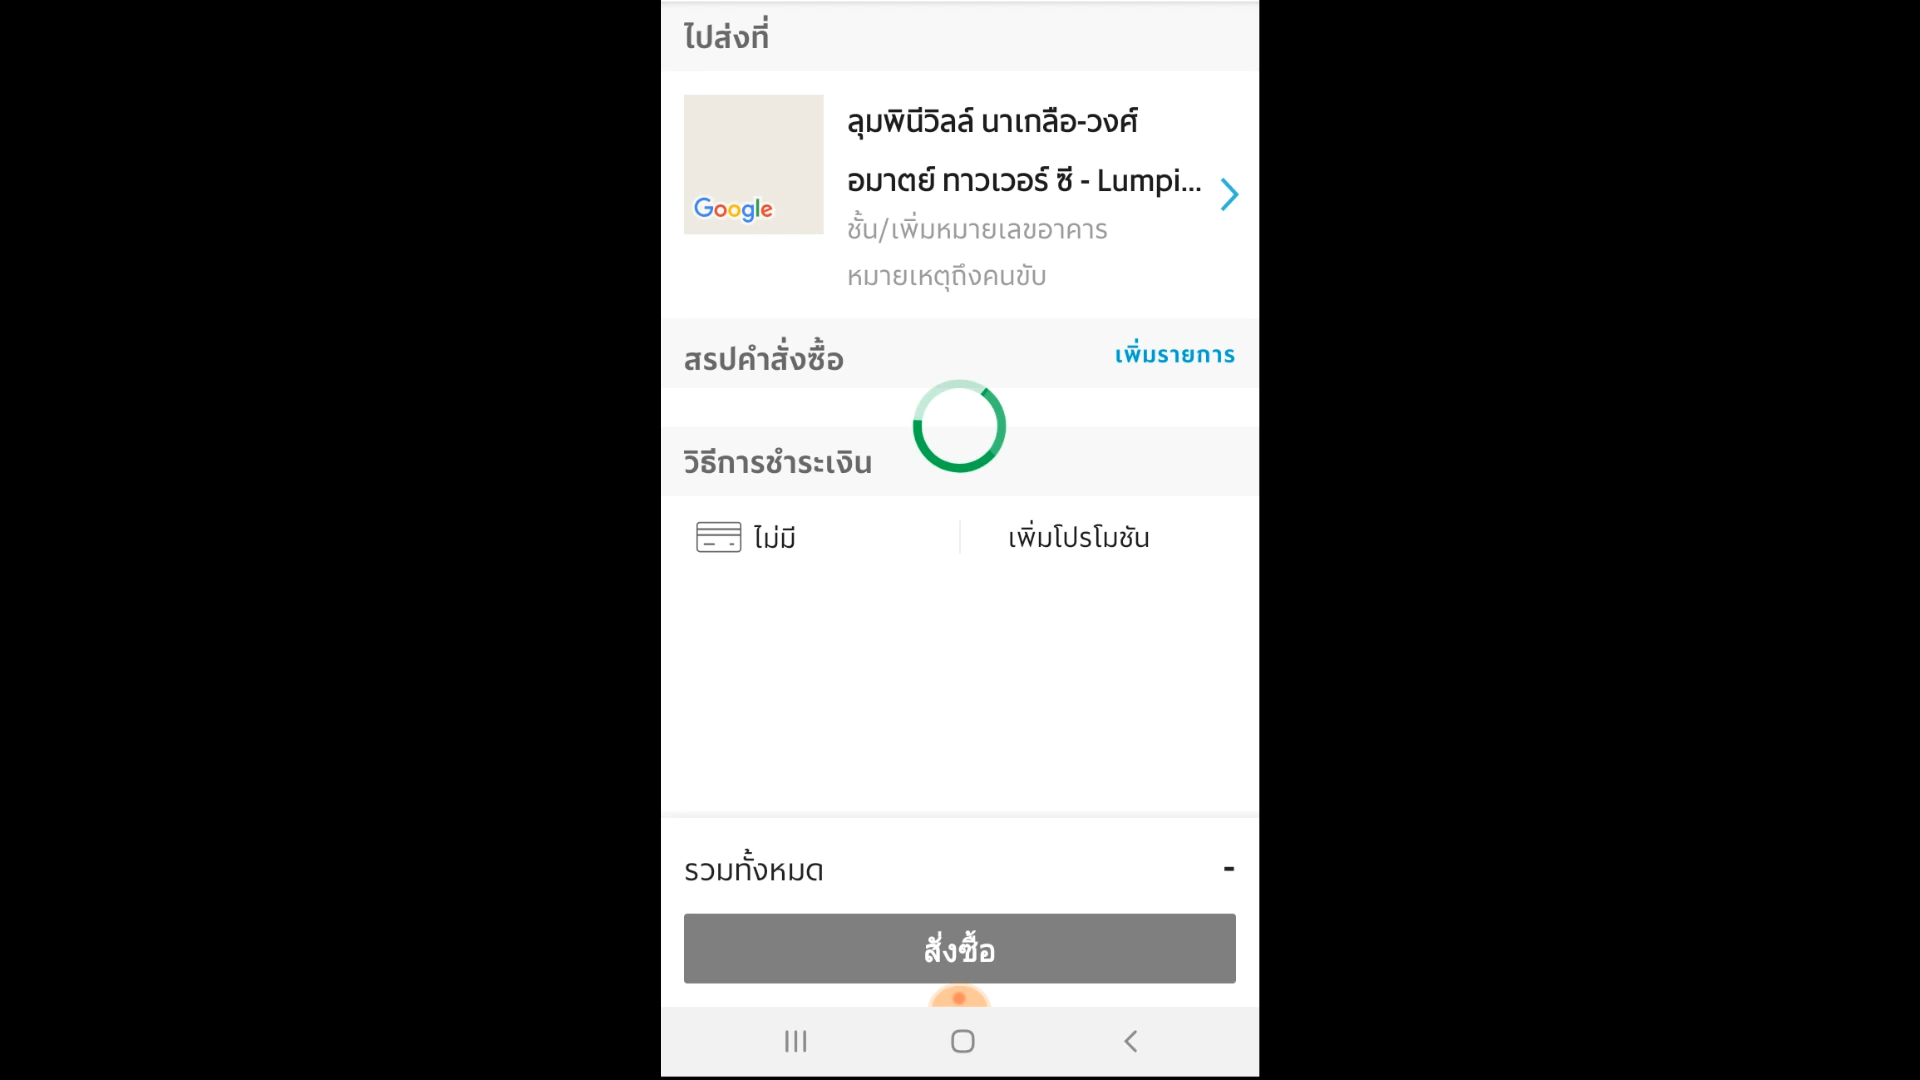 ไปส่งที่
ลุมพินีวิลล์ นาเกลือ-วงศ์
อมาตย์ ทาวเวอร์ ซี - Lumpi...
Google
ชั้น/เพิ่มหมายเลขอาคาร
หมายเหตุถึงคนขับ
สรุปคำสั่งซื้อ
เพิ่มรายการ
วิธีการชำระเงิน
ไม่มี
เพิ่มโปรโมชัน
รวมทั้งหมด
-
สั่งซื้อ